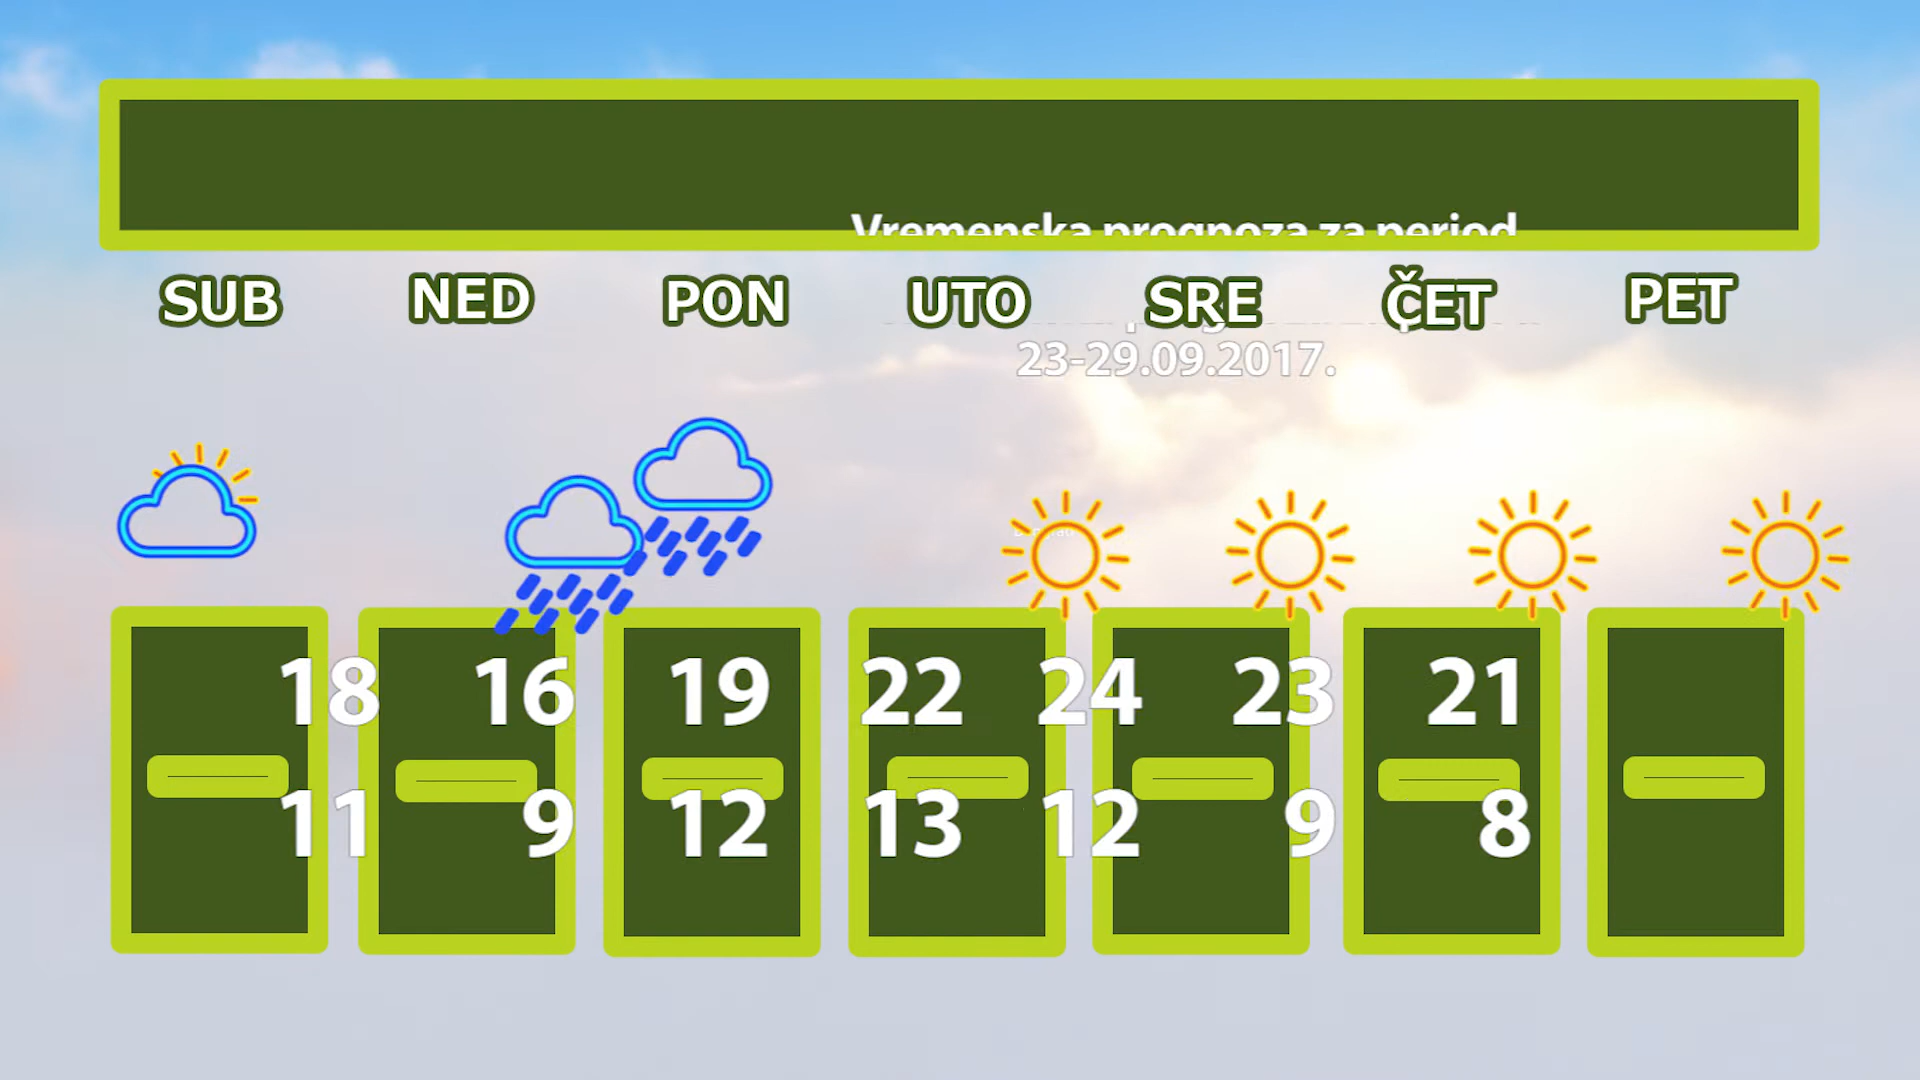 Vremenska prognoza za period
SUB NED PON UTO SRE ČET PET
23-29.09.2017.
18 16 19 22 24 23 21
11 9 12 13 12 9 8